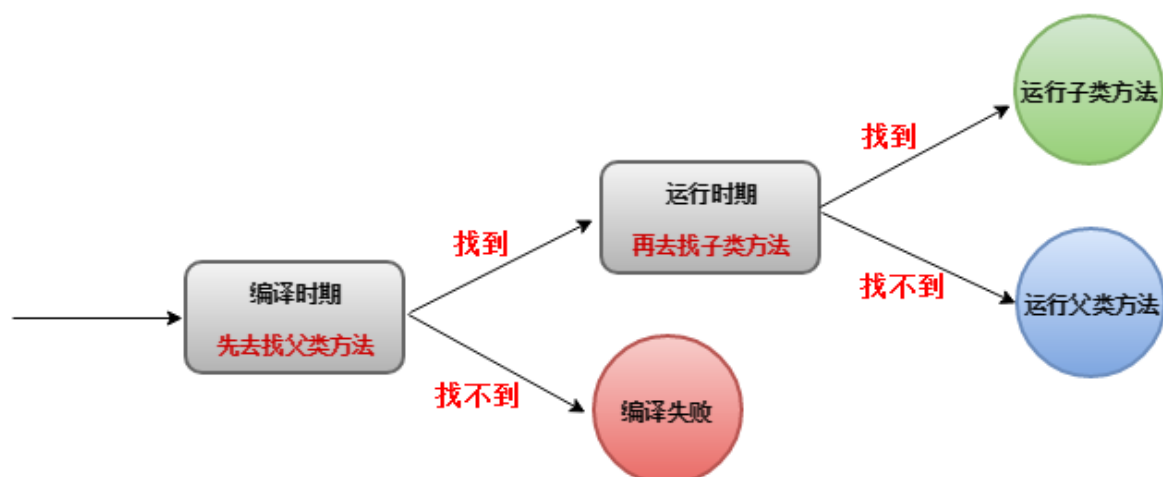 运行子类方法
找到
运行时期
再去找子类方法
找到
找不到
编译时期
运行父类方法
先去找父类方法
找不到
编译失败